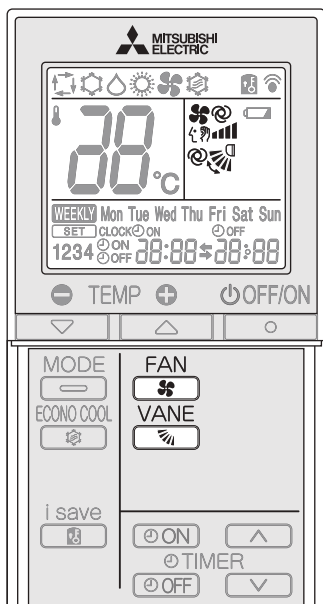 MITSUBISHI
ELECTRIC
88°C
WEEKLY Mon Tue Wed Thu Fri Sat Sun
SET CLOCK ON OFF
1234 ON OFF 88:88 88:88
TEMP OFF/ON
MODE FAN
ECONO COOL VANE
i save
ON
TIMER
OFF